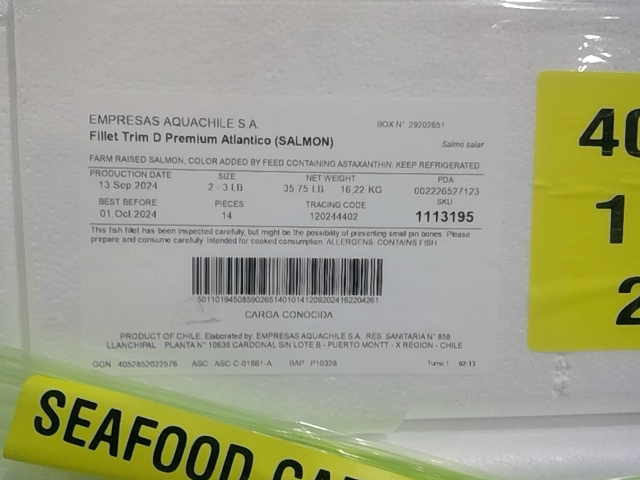 EMPRESAS AQUACHILE S.A.
BOX N° 29202651
Fillet Trim D Premium Atlantico (SALMON)
Salmo salar
FARM RAISED SALMON, COLOR ADDED BY FEED CONTAINING ASTAXANTHIN. KEEP REFRIGERATED
PRODUCTION DATE SIZE NET WEIGHT PDA
13 Sep 2024 2 - 3 LB 35,75 LB 16,22 KG 002226527123
BEST BEFORE PIECES TRACING CODE SKU
01 Oct 2024 14 120244402 1113195
This fish fillet has been inspected carefully, but might be the possibility of presenting small pin bones. Please
prepare and consume carefully. Intended for cooked consumption. ALLERGENS: CONTAINS FISH
CARGA CONOCIDA
PRODUCT OF CHILE. Elaborated by: EMPRESAS AQUACHILE S.A. RES. SANITARIA N° 858
LLANCHIPAL PLANTA N° 10636 CARDONAL S/N LOTE B - PUERTO MONTT - X REGION - CHILE
GGN 4052852022576 ASC ASC-C-01561-A BAP P10328 Turno 1 02:13
40
1
2
SEAFOOD